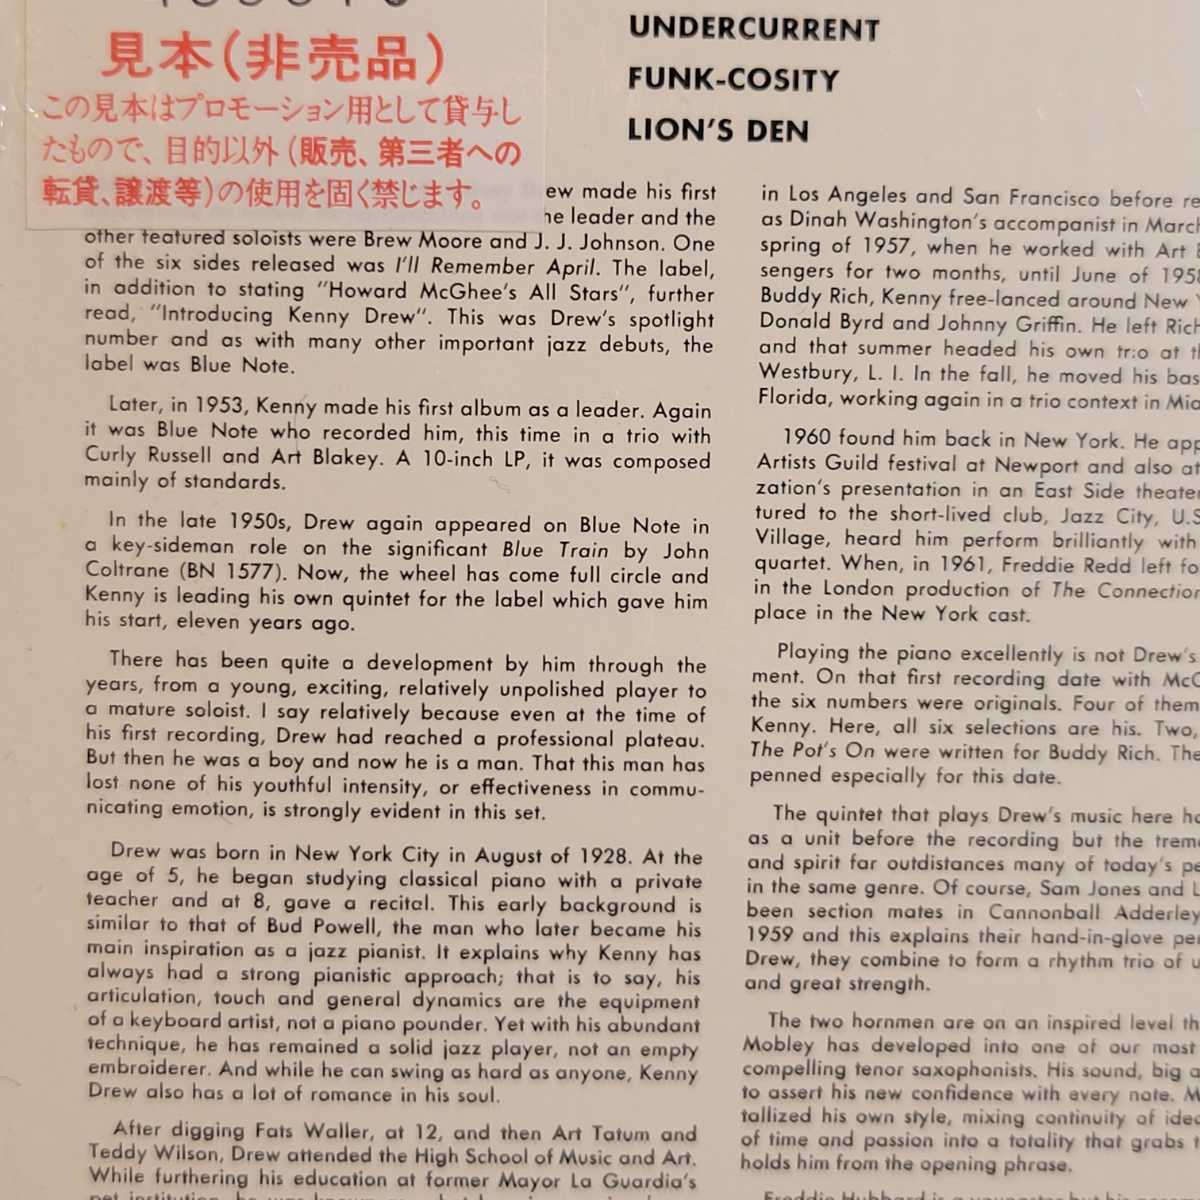 見本(非売品)
この見本はプロモーション用として貸与し
たもので、目的以外(販売、第三者への
転貸、譲渡等)の使用を固く禁じます。
UNDERCURRENT
FUNK-COSITY
LION'S DEN
ew made his first
he leader and the
other featured soloists were Brew Moore and J. J. Johnson. One
of the six sides released was I'll Remember April. The label,
in addition to stating "Howard McGhee's All Stars", further
read, "Introducing Kenny Drew". This was Drew's spotlight
number and as with many other important jazz debuts, the
label was Blue Note.
Later, in 1953, Kenny made his first album as a leader. Again
it was Blue Note who recorded him, this time in a trio with
Curly Russell and Art Blakey. A 10-inch LP, it was composed
mainly of standards.
In the late 1950s, Drew again appeared on Blue Note in
a key-sideman role on the significant Blue Train by John
Coltrane (BN 1577). Now, the wheel has come full circle and
Kenny is leading his own quintet for the label which gave him
his start, eleven years ago.
There has been quite a development by him through the
years, from a young, exciting, relatively unpolished player to
a mature soloist. I say relatively because even at the time of
his first recording, Drew had reached a professional plateau.
But then he was a boy and now he is a man. That this man has
lost none of his youthful intensity, or effectiveness in commu-
nicating emotion, is strongly evident in this set.
Drew was born in New York City in August of 1928. At the
age of 5, he began studying classical piano with a private
teacher and at 8, gave a recital. This early background is
similar to that of Bud Powell, the man who later became his
main inspiration as a jazz pianist. It explains why Kenny has
always had a strong pianistic approach; that is to say, his
articulation, touch and general dynamics are the equipment
of a keyboard artist, not a piano pounder. Yet with his abundant
technique, he has remained a solid jazz player, not an empty
embroiderer. And while he can swing as hard as anyone, Kenny
Drew also has a lot of romance in his soul.
After digging Fats Waller, at 12, and then Art Tatum and
Teddy Wilson, Drew attended the High School of Music and Art.
While furthering his education at former Mayor La Guardia's
in Los Angeles and San Francisco before re
as Dinah Washington's accompanist in March
spring of 1957, when he worked with Art
sengers for two months, until June of 1958
Buddy Rich, Kenny free-lanced around New
Donald Byrd and Johnny Griffin. He left Rich
and that summer headed his own trio at th
Westbury, L. I. In the fall, he moved his bas
Florida, working again in a trio context in Mia
1960 found him back in New York. He app
Artists Guild festival at Newport and also at
zation's presentation in an East Side theater
tured to the short-lived club, Jazz City, U.S
Village, heard him perform brilliantly with
quartet. When, in 1961, Freddie Redd left fo
in the London production of The Connection
place in the New York cast.
Playing the piano excellently is not Drew's
ment. On that first recording date with McG
the six numbers were originals. Four of them
Kenny. Here, all six selections are his. Two,
The Pot's On were written for Buddy Rich. The
penned especially for this date.
The quintet that plays Drew's music here ha
as a unit before the recording but the trem
and spirit far outdistances many of today's pe
in the same genre. Of course, Sam Jones and L
been section mates in Cannonball Adderley
1959 and this explains their hand-in-glove per
Drew, they combine to form a rhythm trio of u
and great strength.
The two hornmen are on an inspired level th
Mobley has developed into one of our most
compelling tenor saxophonists. His sound, big a
to assert his new confidence with every note. M
tallized his own style, mixing continuity of idea
of time and passion into a totality that grabs t
holds him from the opening phrase.